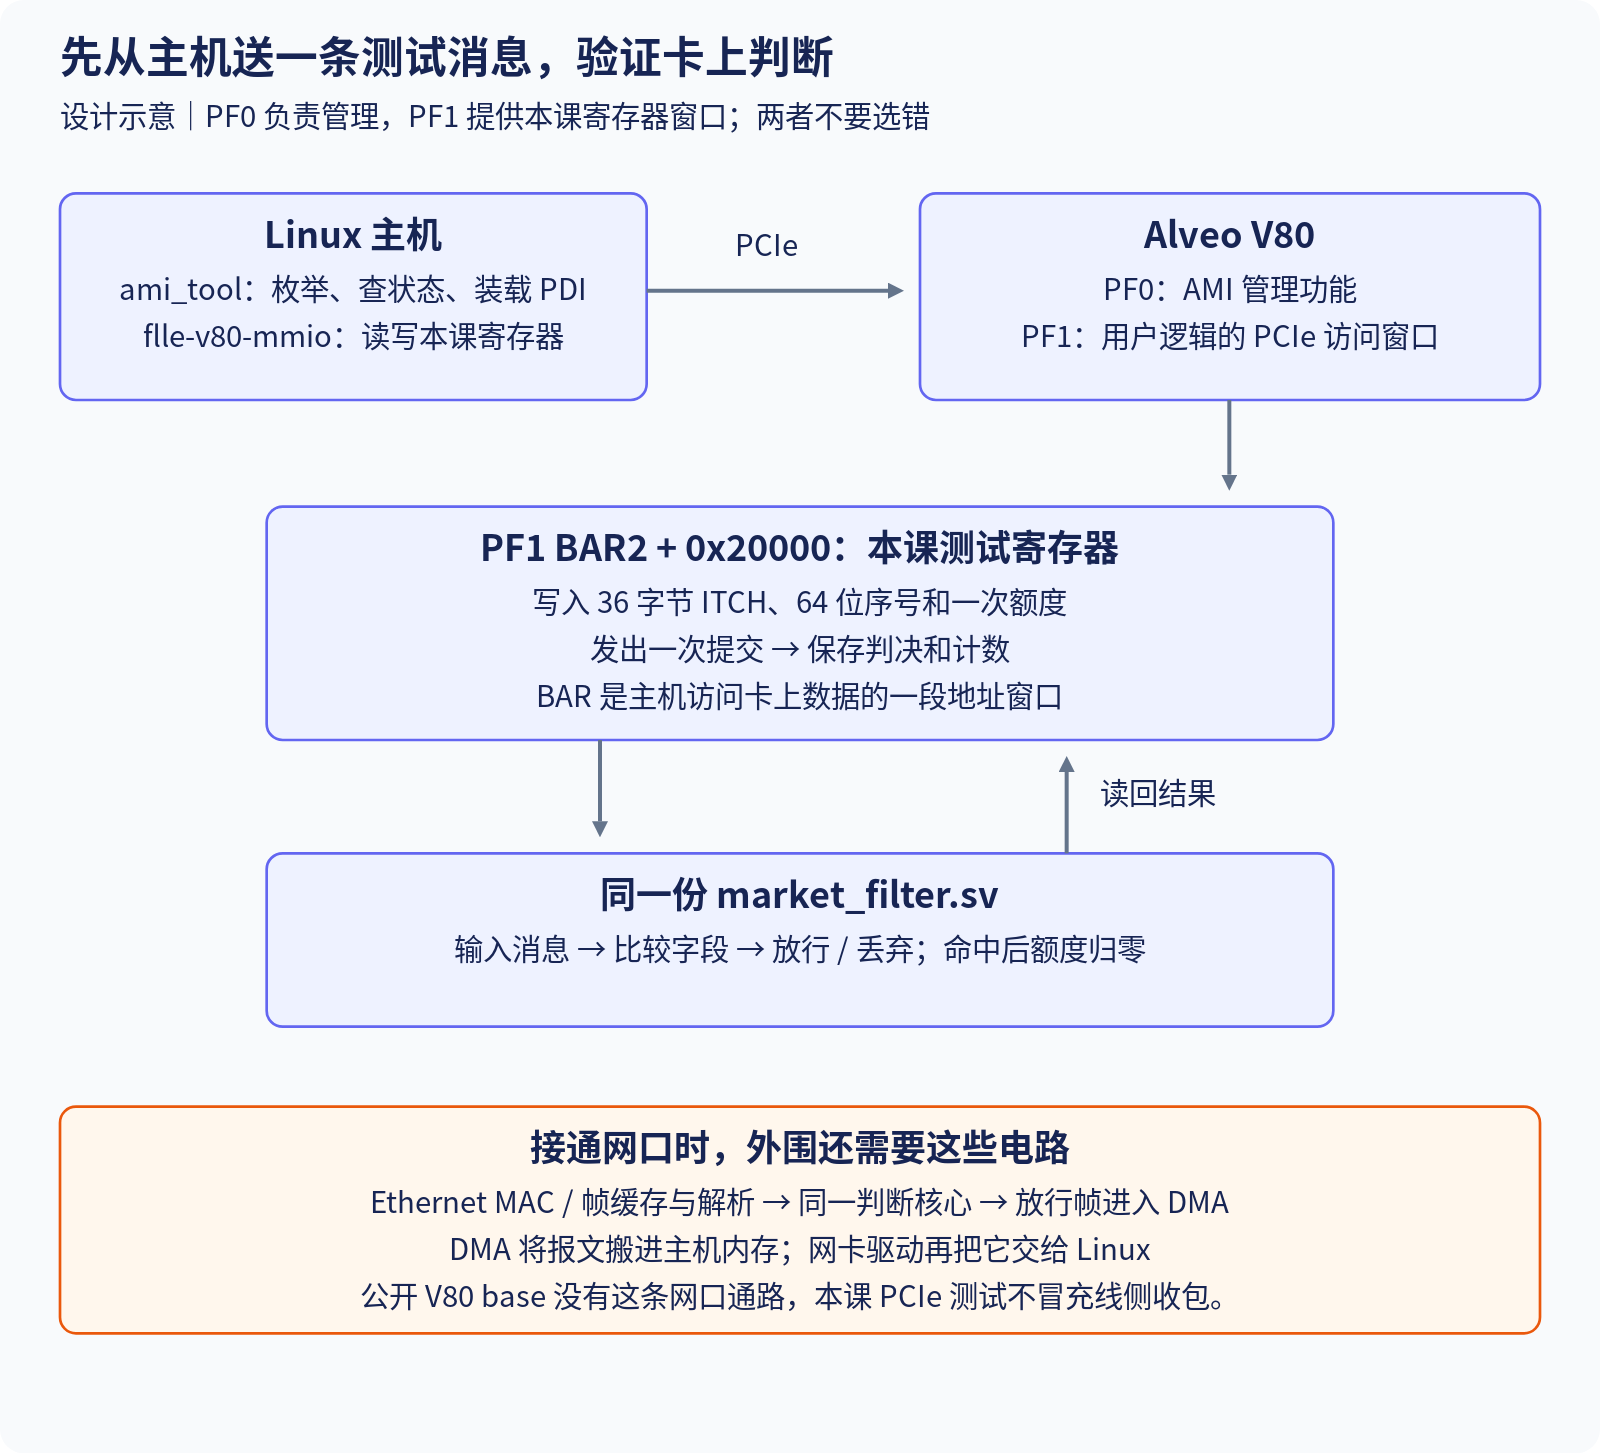 先从主机送一条测试消息，验证卡上判断
设计示意｜PF0 负责管理，PF1 提供本课寄存器窗口；两者不要选错
Linux 主机
ami_tool：枚举、查状态、装载 PDI
flle-v80-mmio：读写本课寄存器
PCIe
Alveo V80
PF0：AMI 管理功能
PF1：用户逻辑的 PCIe 访问窗口
PF1 BAR2 + 0x20000：本课测试寄存器
写入 36 字节 ITCH、64 位序号和一次额度
发出一次提交 → 保存判决和计数
BAR 是主机访问卡上数据的一段地址窗口
读回结果
同一份 market_filter.sv
输入消息 → 比较字段 → 放行 / 丢弃；命中后额度归零
接通网口时，外围还需要这些电路
Ethernet MAC / 帧缓存与解析 → 同一判断核心 → 放行帧进入 DMA
DMA 将报文搬进主机内存；网卡驱动再把它交给 Linux
公开 V80 base 没有这条网口通路，本课 PCIe 测试不冒充线侧收包。